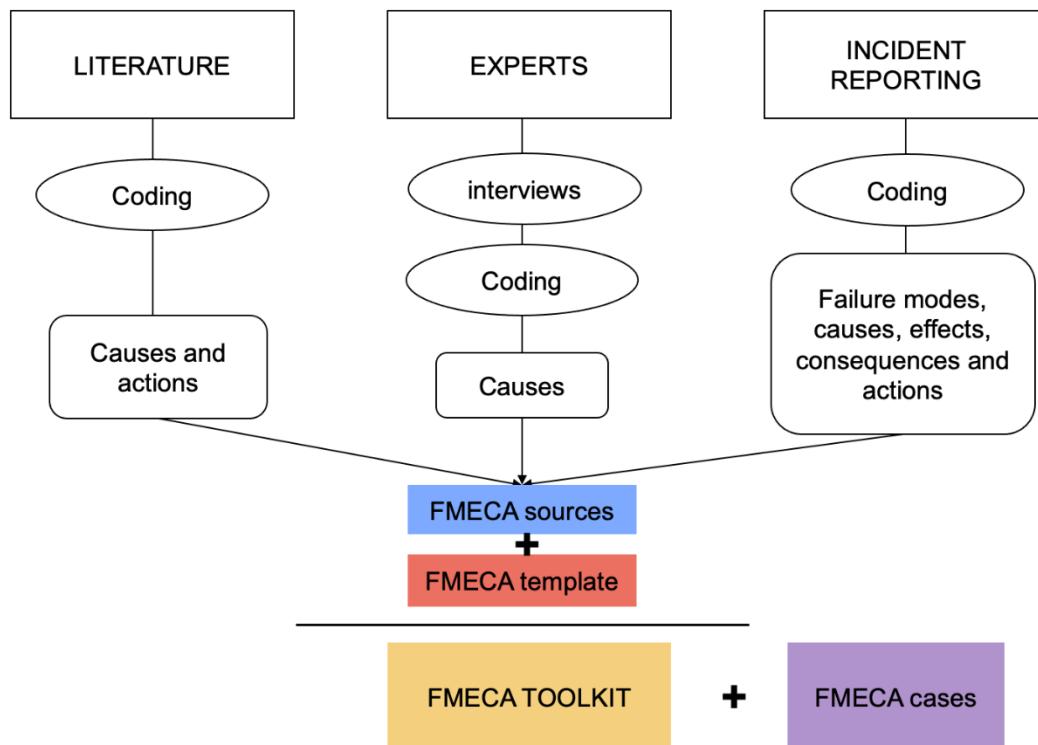 LITERATURE
EXPERTS
INCIDENT
REPORTING
Coding
interviews
Coding
Coding
Causes and
actions
Causes
Failure modes,
causes, effects,
consequences and
actions
FMECA sources
+
FMECA template
FMECA TOOLKIT
+
FMECA cases